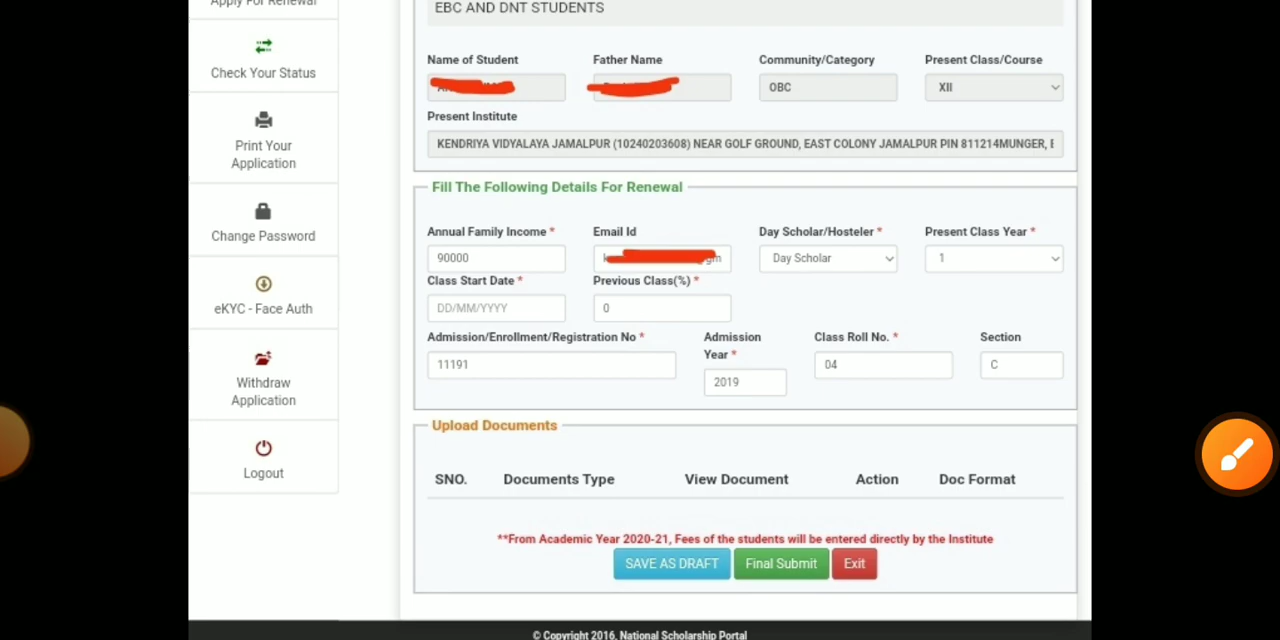 Apply For Renewal
Check Your Status
Print Your
Application
Change Password
eKYC - Face Auth
Withdraw
Application
Logout
EBC AND DNT STUDENTS
Name of Student
Father Name
Community/Category
Present Class/Course
OBC
XII
Present Institute
KENDRIYA VIDYALAYA JAMALPUR (10240203608) NEAR GOLF GROUND, EAST COLONY JAMALPUR PIN 811214MUNGER,
Fill The Following Details For Renewal
Annual Family Income *
Email Id
Day Scholar/Hosteler *
Present Class Year *
90000
Day Scholar
1
Class Start Date *
Previous Class(%) *
DD/MM/YYYY
0
Admission/Enrollment/Registration No *
Admission
Year *
Class Roll No. *
Section
11191
2019
04
C
Upload Documents
SNO.
Documents Type
View Document
Action
Doc Format
**From Academic Year 2020-21, Fees of the students will be entered directly by the Institute
SAVE AS DRAFT
Final Submit
Exit
© Copyright 2016, National Scholarship Portal